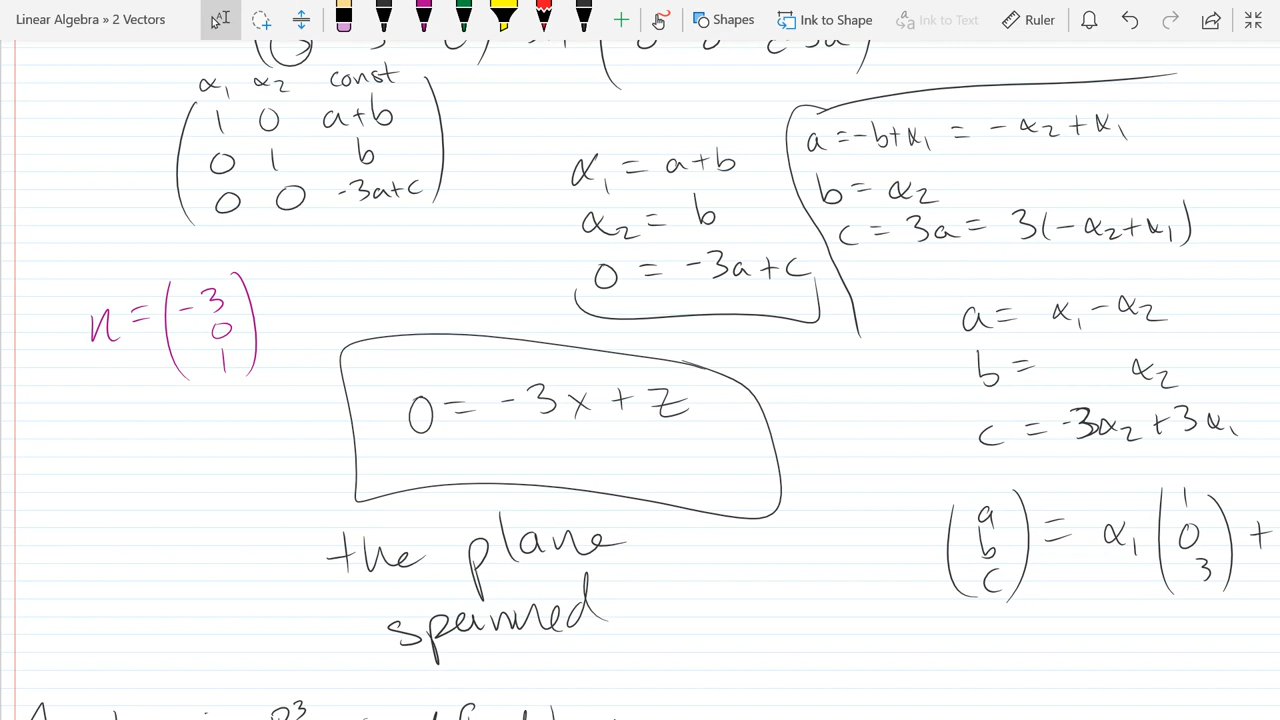 Linear Algebra » 2 Vectors
Shapes Ink to Shape Ink to Text Ruler
c-3a
α₁ α₂ const
1 0 a+b
0 1 b
0 0 -3a+c
α₁ = a+b
α₂ = b
0 = -3a+c
a = -b+α₁ = -α₂+α₁
b = α₂
c = 3a = 3(-α₂+α₁)
n = (-3
0
1)
0 = -3x + z
the plane
spanned
a = α₁ - α₂
b = α₂
c = -3α₂ + 3α₁
(a b c) = α₁ (1 0 3) +